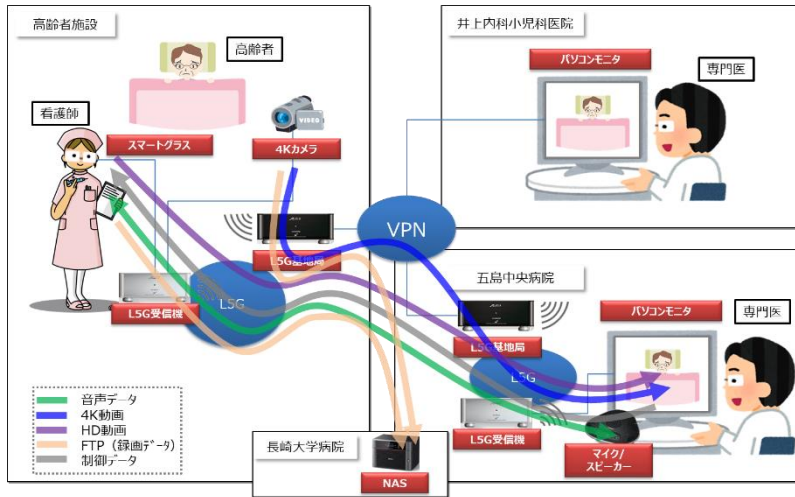 高齢者施設
高齢者
看護師
スマートグラス
4Kカメラ
VIDEO
L5G基地局
L5G受信機
L5G
VPN
井上内科小児科医院
パソコンモニタ
専門医
五島中央病院
パソコンモニタ
専門医
L5G基地局
L5G
L5G受信機
マイク/
スピーカー
長崎大学病院
NAS
音声データ
4K動画
HD動画
FTP（録画データ）
制御データ